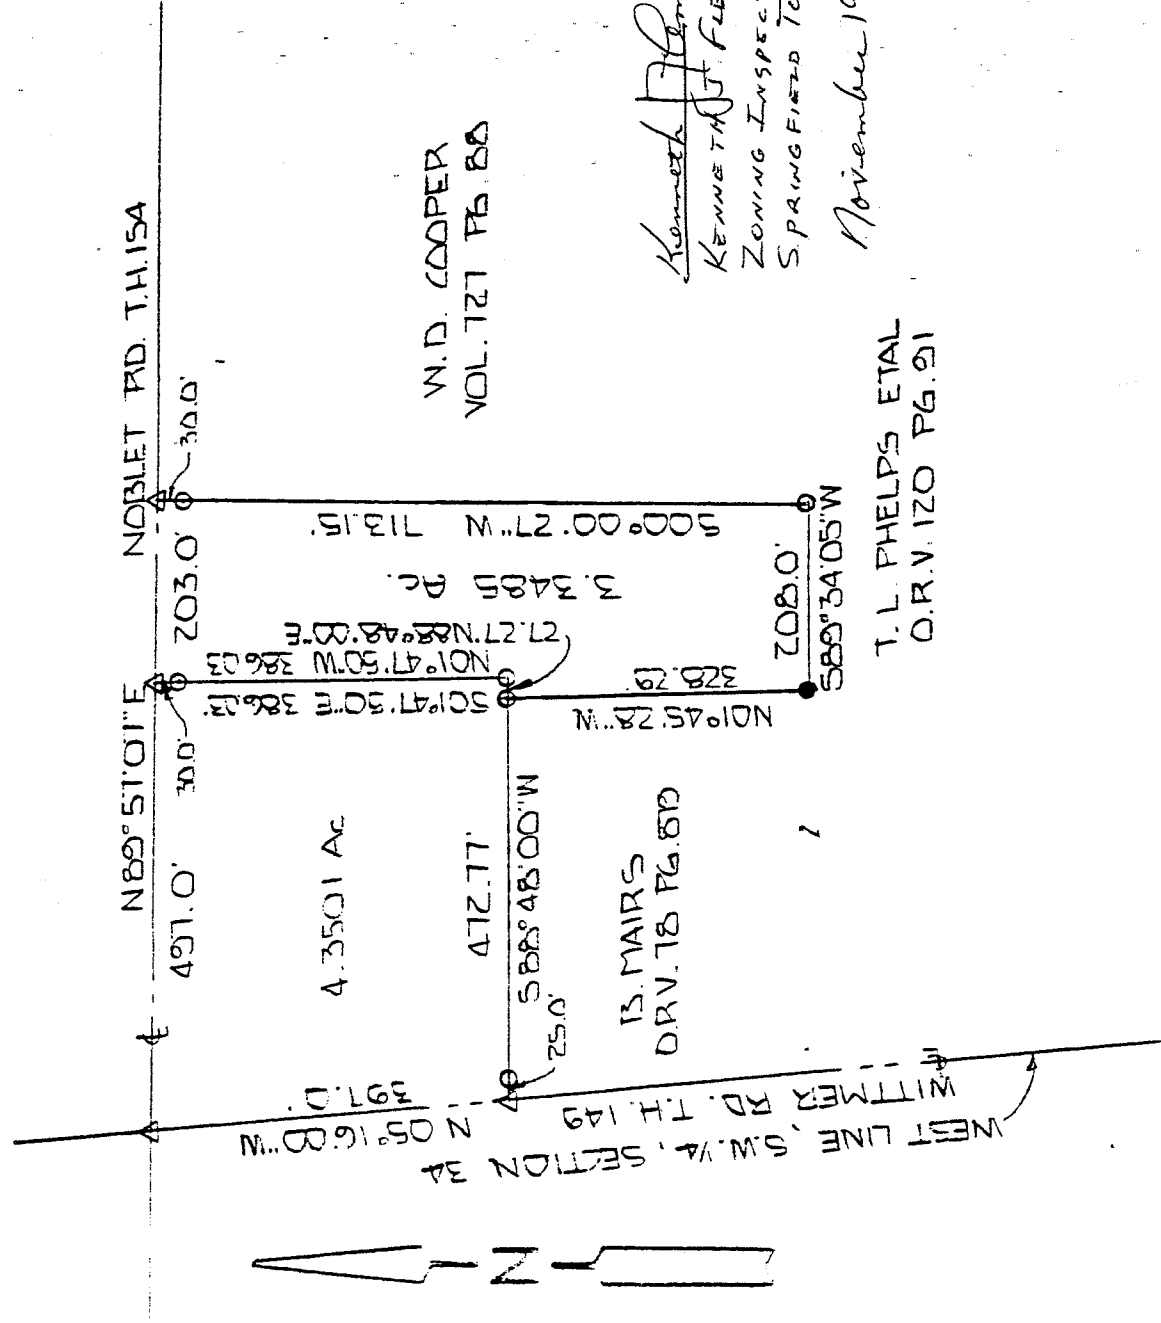 NOBLET RD. T.H. 154
N89°51'01"E
497.0'
203.0'
30.0'
30.0'
W.D. COOPER
VOL. 727 PG. 88
S00°00'27"W 713.15'
3.3485 Ac.
27.27' N88°48'00"E
N01°47'50"W 386.03
S01°47'50"E 386.03'
328.79'
N01°45'28"W
208.0'
S89°34'05"W
T.L. PHELPS ETAL
O.R.V. 120 PG. 91
4.3501 Ac
472.77'
S88°48'00"W
25.0'
B. MAIRS
O.R.V. 78 PG.
397.0'
N 05°16'00"W
WITTMER RD. T.H. 149
WEST LINE, S.W. 1/4, SECTION 34
N
Kenneth J
KENNETH J. FLE
ZONING INSPEC
SPRINGFIELD TO
November 19